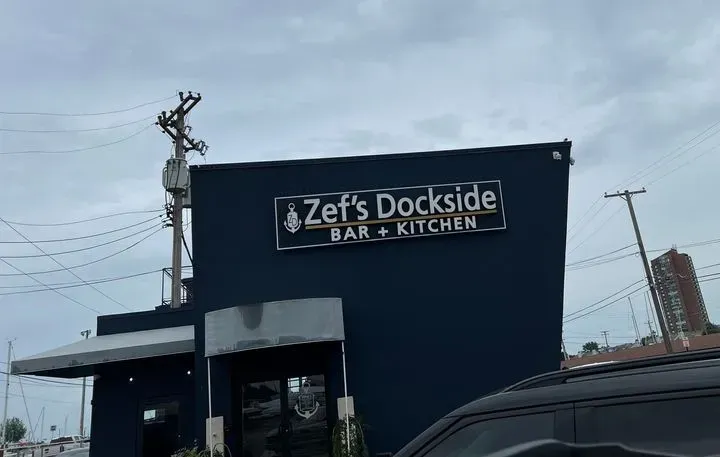 Zef's Dockside
BAR + KITCHEN